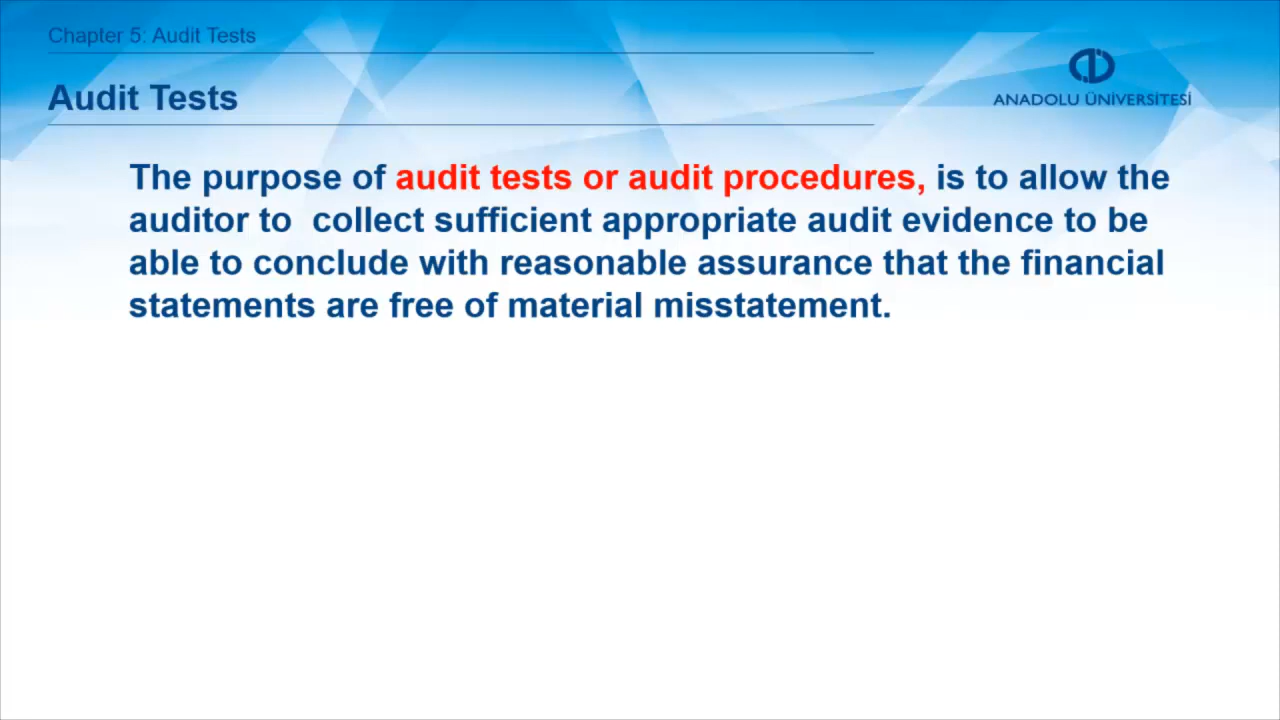 Chapter 5: Audit Tests
Audit Tests
ANADOLU ÜNİVERSİTESİ
The purpose of audit tests or audit procedures, is to allow the
auditor to  collect sufficient appropriate audit evidence to be
able to conclude with reasonable assurance that the financial
statements are free of material misstatement.